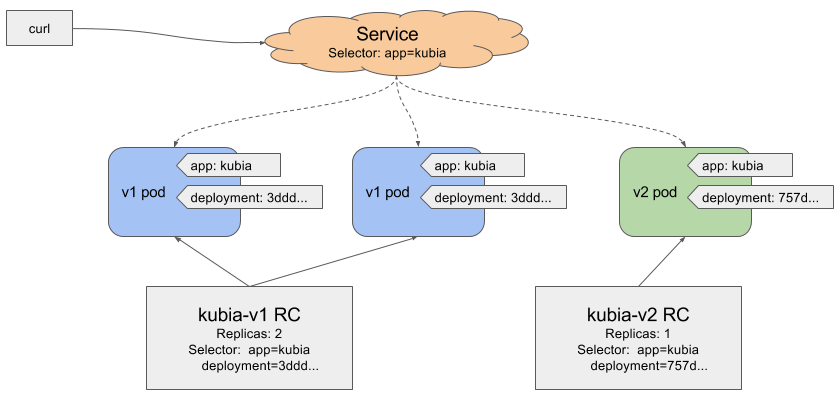 curl
Service
Selector: app=kubia
v1 pod
app: kubia
deployment: 3ddd...
v1 pod
app: kubia
deployment: 3ddd...
v2 pod
app: kubia
deployment: 757d...
kubia-v1 RC
Replicas: 2
Selector: app=kubia
deployment=3ddd...
kubia-v2 RC
Replicas: 1
Selector: app=kubia
deployment=757d...